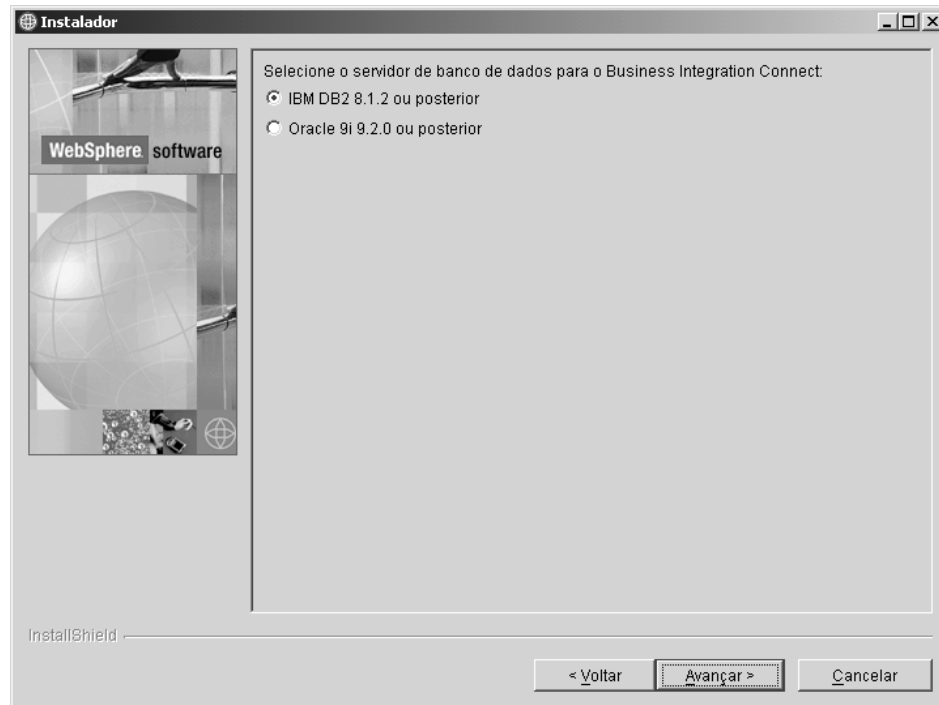 Instalador
WebSphere software
Selecione o servidor de banco de dados para o Business Integration Connect:
IBM DB2 8.1.2 ou posterior
Oracle 9i 9.2.0 ou posterior
InstallShield
< Voltar
Avançar >
Cancelar